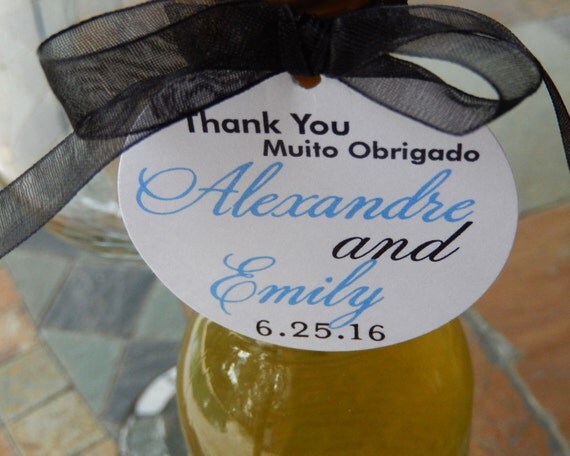 Thank You
Muito Obrigado
Alexandre
and
Emily
6.25.16